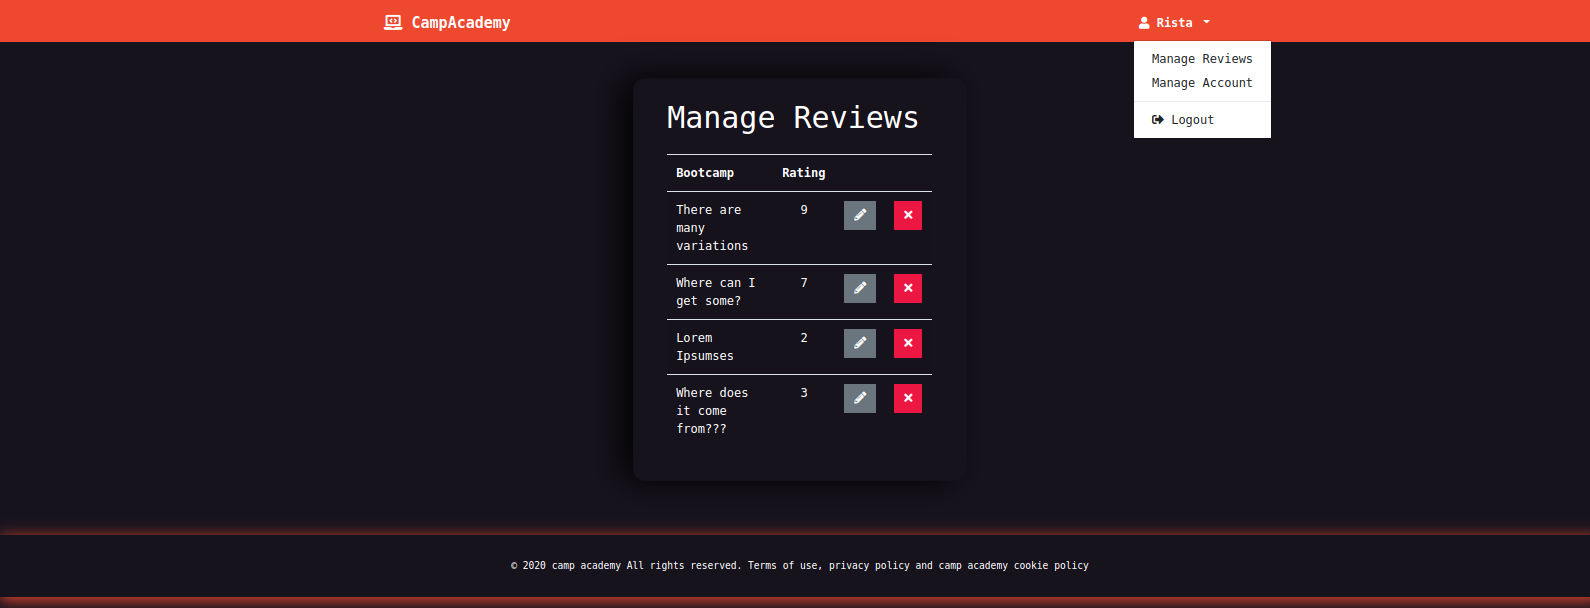 CampAcademy
Rista
Manage Reviews
Manage Account
Logout
Manage Reviews
Bootcamp Rating
There are 9
many
variations
Where can I 7
get some?
Lorem 2
Ipsumses
Where does 3
it come
from???
© 2020 camp academy All rights reserved. Terms of use, privacy policy and camp academy cookie policy